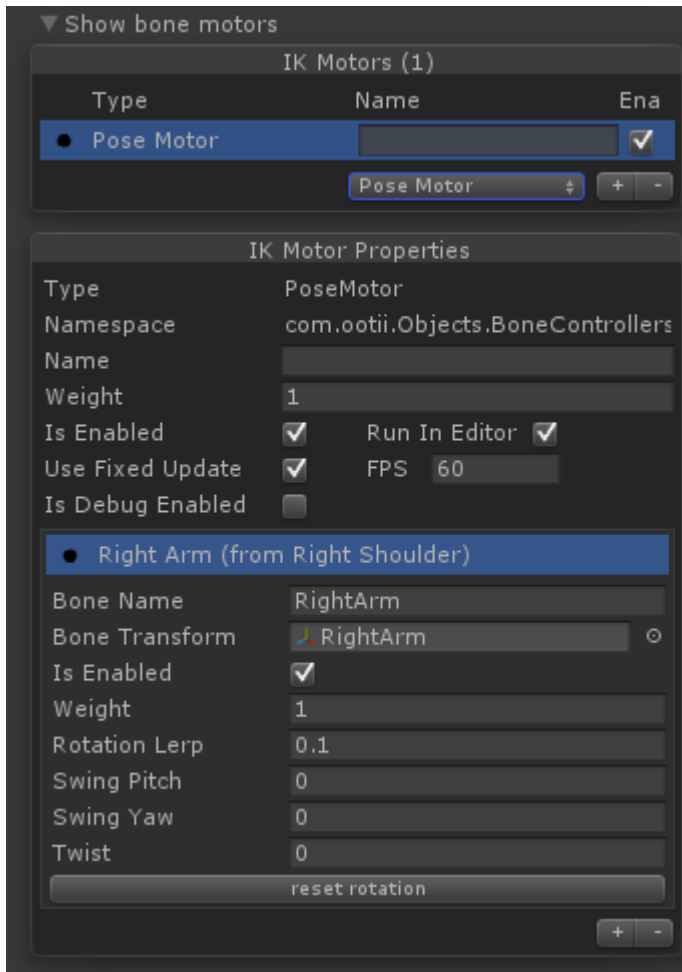 Show bone motors
IK Motors (1)
Type Name Ena
Pose Motor
Pose Motor + -
IK Motor Properties
Type PoseMotor
Namespace com.ootii.Objects.BoneControllers
Name
Weight 1
Is Enabled Run In Editor
Use Fixed Update FPS 60
Is Debug Enabled
Right Arm (from Right Shoulder)
Bone Name RightArm
Bone Transform RightArm
Is Enabled
Weight 1
Rotation Lerp 0.1
Swing Pitch 0
Swing Yaw 0
Twist 0
reset rotation
+ -